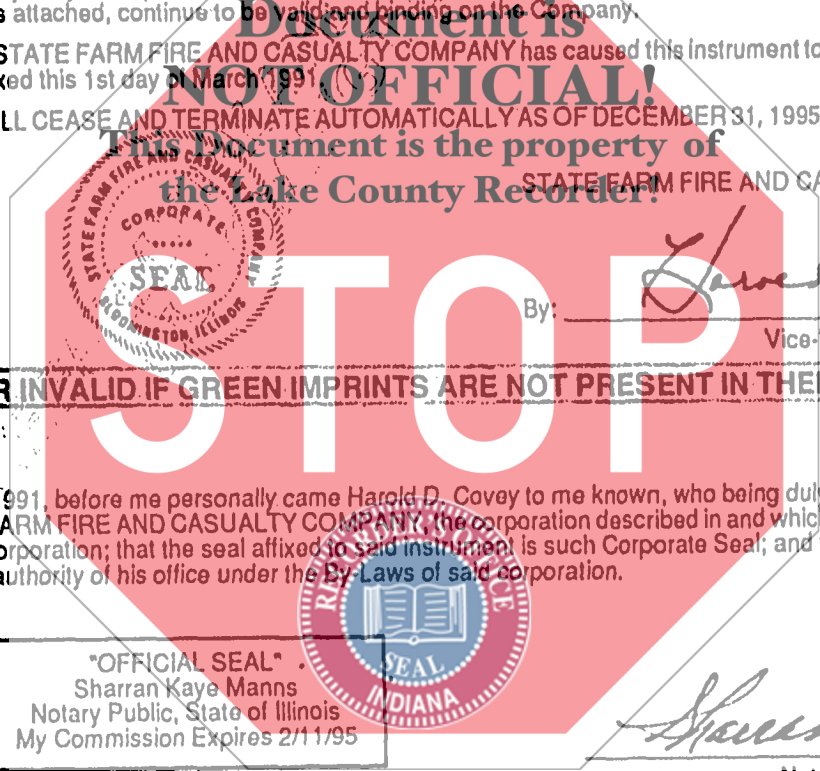 s attached, continue to be valid and binding on the Company.
Document is
STATE FARM FIRE AND CASUALTY COMPANY has caused this instrument to
xed this 1st day of March 1991.
NOT OFFICIAL!
LL CEASE AND TERMINATE AUTOMATICALLY AS OF DECEMBER 31, 1995
This Document is the property of
the Lake County Recorder!
STATE FARM FIRE AND CA
STATE FARM FIRE AND CASUALTY COMPANY
CORPORATE
SEAL
BLOOMINGTON, ILLINOIS
STOP
By:
Harold
Vice-
R INVALID IF GREEN IMPRINTS ARE NOT PRESENT IN THE
991, before me personally came Harold D. Covey to me known, who being dul
ARM FIRE AND CASUALTY COMPANY, the corporation described in and whic
orporation; that the seal affixed to said instrument is such Corporate Seal; and
authority of his office under the By-Laws of said corporation.
RECORDER'S OFFICE
SEAL
INDIANA
"OFFICIAL SEAL"
Sharran Kaye Manns
Notary Public, State of Illinois
My Commission Expires 2/11/95